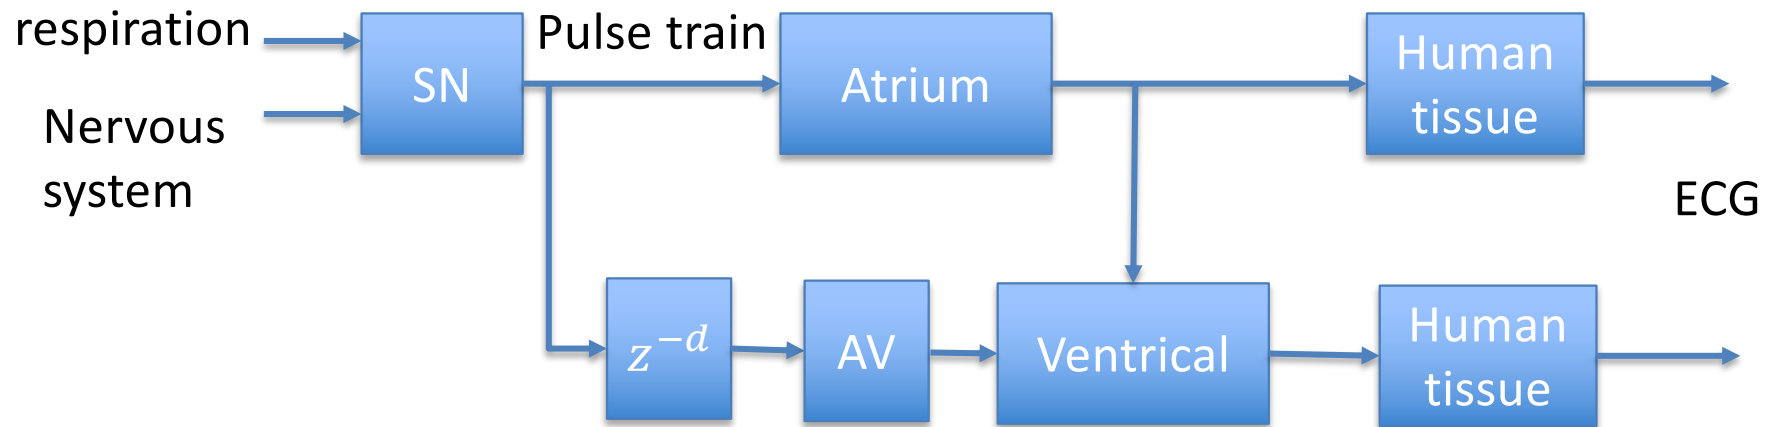 respiration
Pulse train
SN
Atrium
Human
tissue
Nervous
system
ECG
z^{-d}
AV
Ventrical
Human
tissue